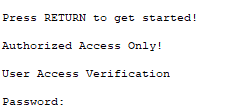 Press RETURN to get started!
Authorized Access Only!
User Access Verification
Password: